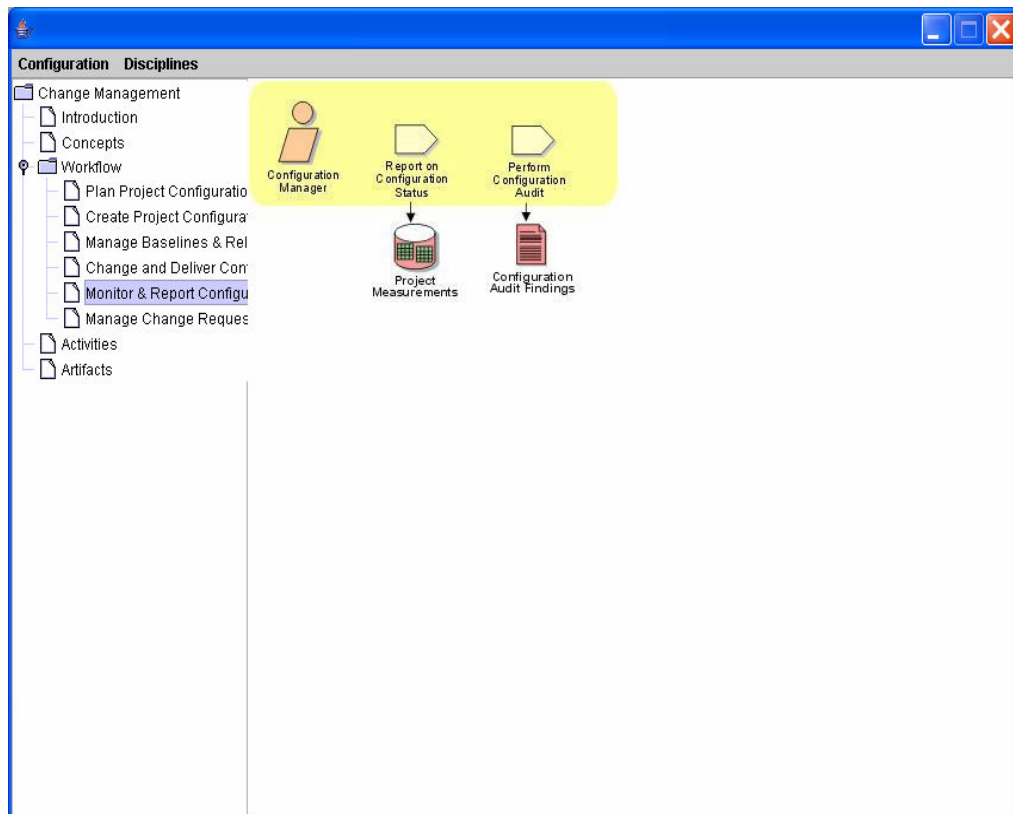 Configuration Disciplines
Change Management
Introduction
Concepts
Workflow
Plan Project Configuratio
Create Project Configura
Manage Baselines & Rel
Change and Deliver Con
Monitor & Report Configu
Manage Change Reques
Activities
Artifacts
Configuration
Manager
Report on
Configuration
Status
Perform
Configuration
Audit
Project
Measurements
Configuration
Audit Findings